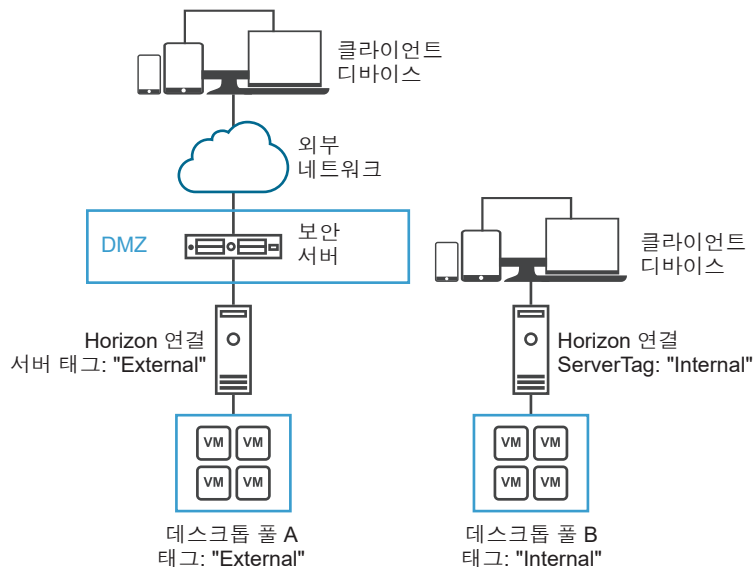 클라이언트
디바이스
외부
네트워크
DMZ
보안
서버
클라이언트
디바이스
Horizon 연결
서버 태그: "External"
Horizon 연결
ServerTag: "Internal"
VM VM
VM VM
VM VM
VM VM
데스크톱 풀 A
태그: "External"
데스크톱 풀 B
태그: "Internal"